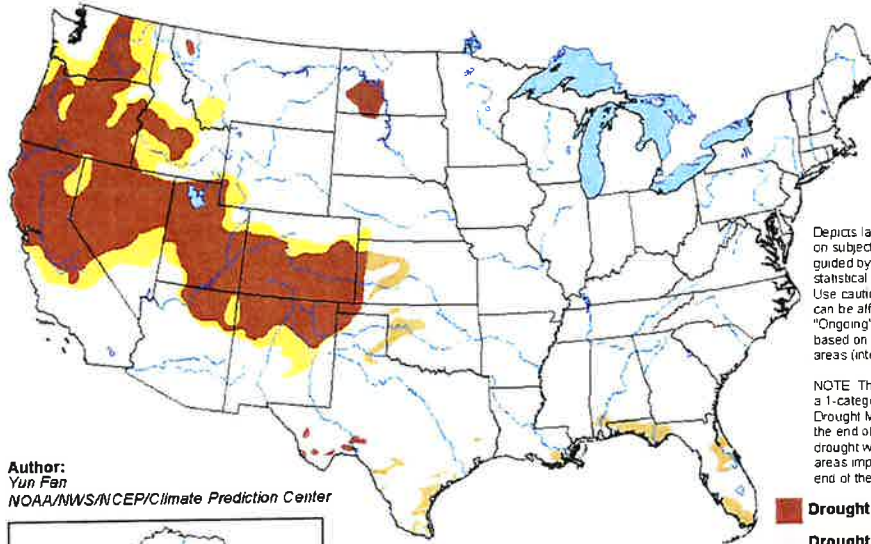 Depicts la
on subject
guided by
statistical
Use cauti
can be aff
"Ongoing"
based on
areas (inte
NOTE Th
a 1-catego
Drought M
the end of
drought w
areas imp
end of the
Author:
Yun Fan
NOAA/NWS/NCEP/Climate Prediction Center
Drought
Drought